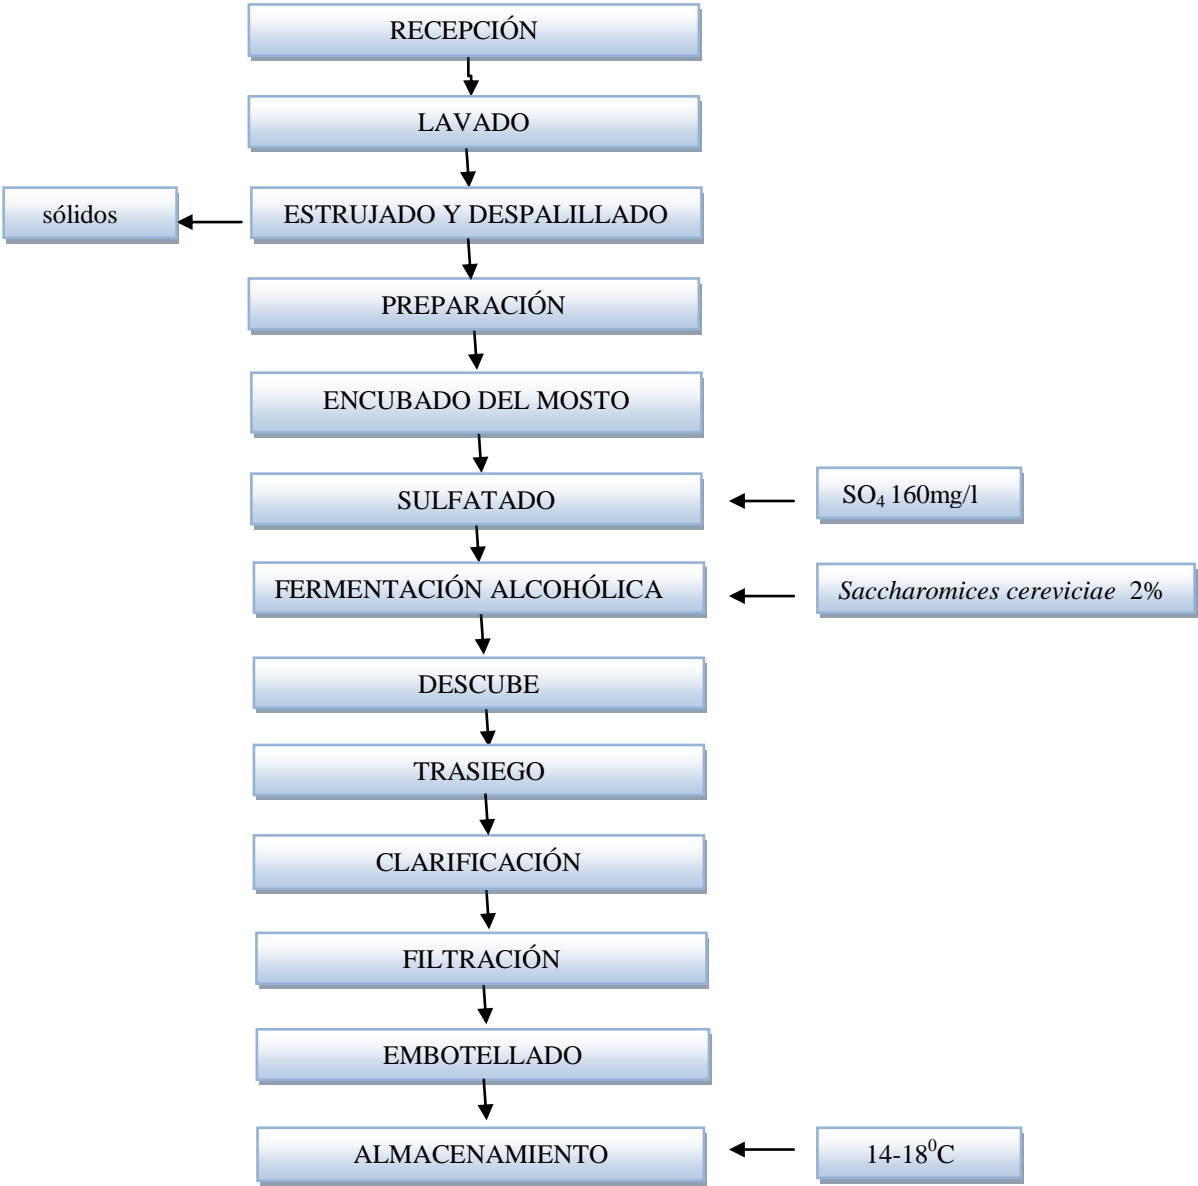 RECEPCIÓN
LAVADO
sólidos
ESTRUJADO Y DESPALILLADO
PREPARACIÓN
ENCUBADO DEL MOSTO
SULFATADO
SO₄ 160mg/l
FERMENTACIÓN ALCOHÓLICA
Saccharomices cereviciae 2%
DESCUBE
TRASIEGO
CLARIFICACIÓN
FILTRACIÓN
EMBOTELLADO
ALMACENAMIENTO
14-18⁰C